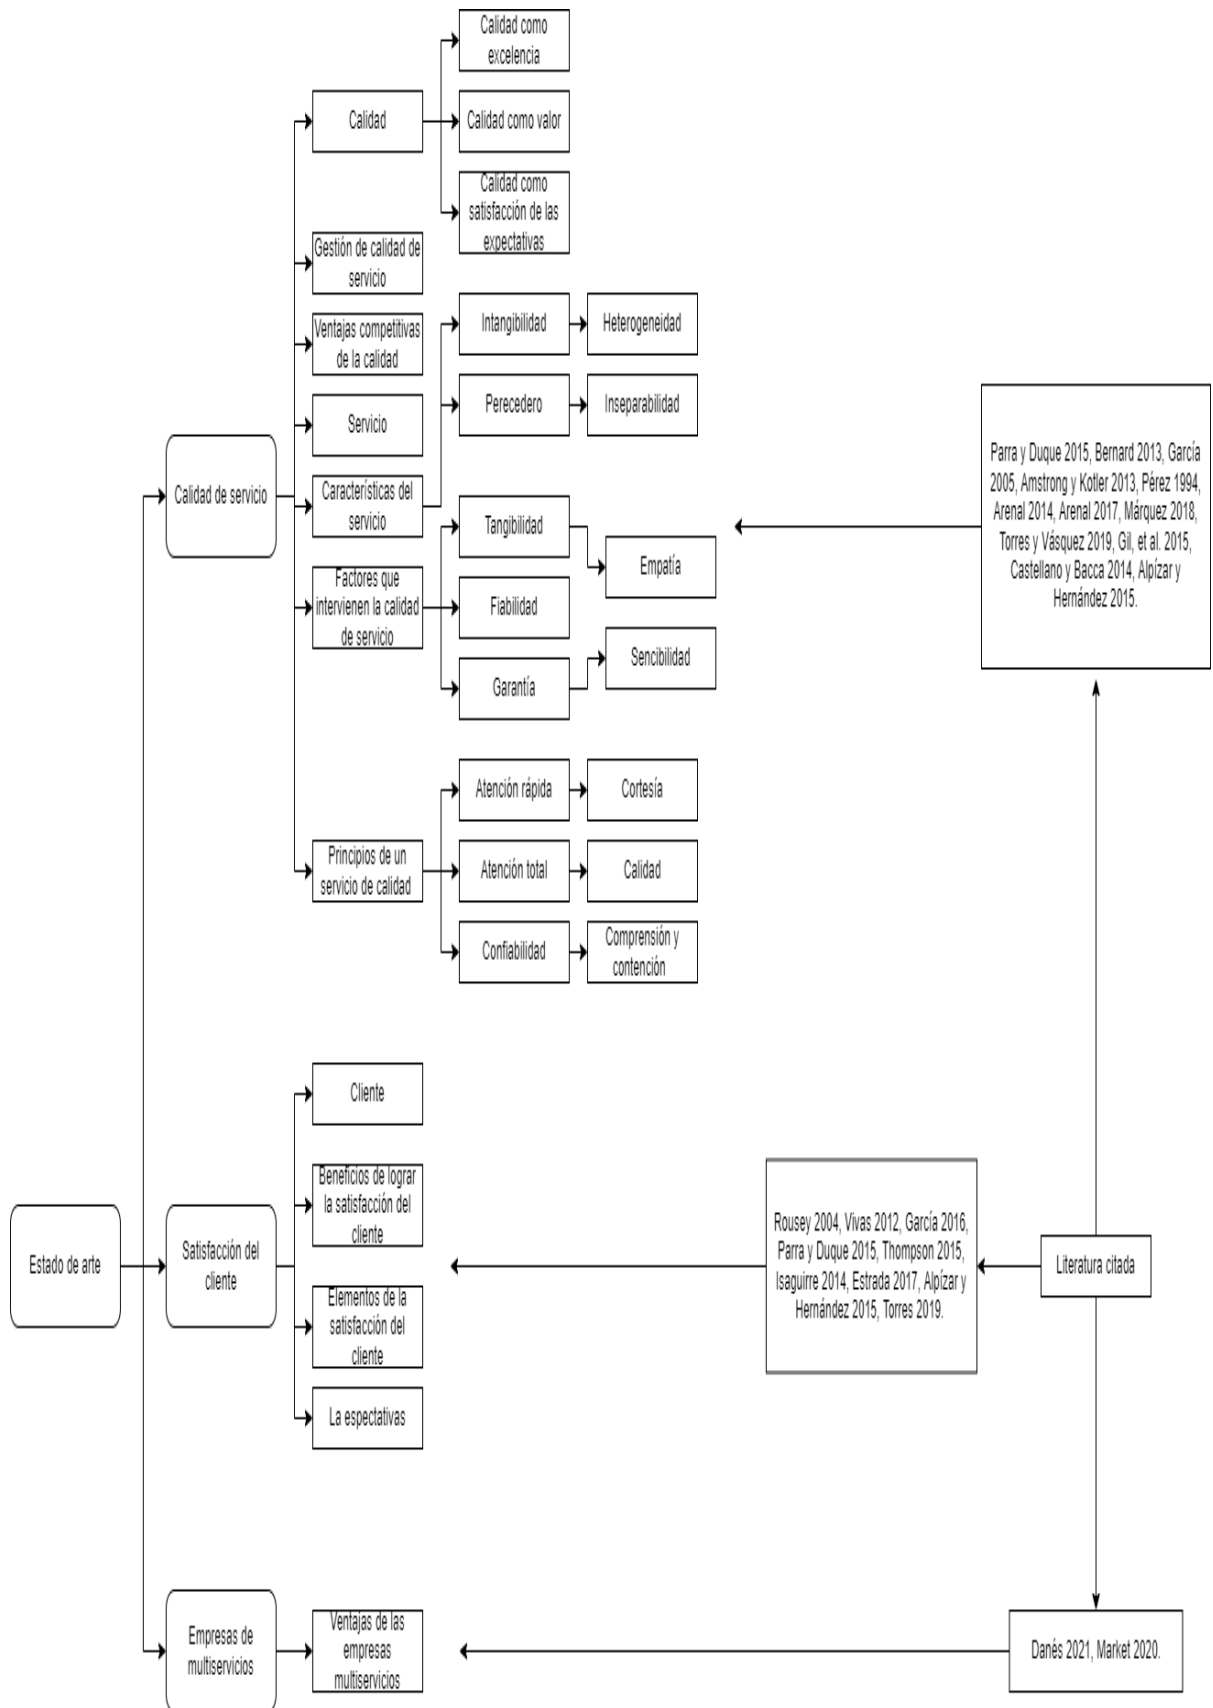 Calidad como
excelencia
Calidad
Calidad como valor
Calidad como
satisfacción de las
expectativas
Gestión de calidad de
servicio
Ventajas competitivas
de la calidad
Intangibilidad
Heterogeneidad
Servicio
Perecedero
Inseparabilidad
Calidad de servicio
Características del
servicio
Tangibilidad
Empatía
Factores que
intervienen la calidad
de servicio
Fiabilidad
Garantía
Sencibilidad
Parra y Duque 2015, Bernard 2013, García
2005, Amstrong y Kotler 2013, Pérez 1994,
Arenal 2014, Arenal 2017, Márquez 2018,
Torres y Vásquez 2019, Gil, et al. 2015,
Castellano y Bacca 2014, Alpízar y
Hernández 2015.
Atención rápida
Cortesía
Principios de un
servicio de calidad
Atención total
Calidad
Confiabilidad
Comprensión y
contención
Cliente
Beneficios de lograr
la satisfacción del
cliente
Estado de arte
Satisfacción del
cliente
Elementos de la
satisfacción del
cliente
La espectativas
Rousey 2004, Vivas 2012, García 2016,
Parra y Duque 2015, Thompson 2015,
Isaguirre 2014, Estrada 2017, Alpízar y
Hernández 2015, Torres 2019.
Literatura citada
Empresas de
multiservicios
Ventajas de las
empresas
multiservicios
Danés 2021, Market 2020.